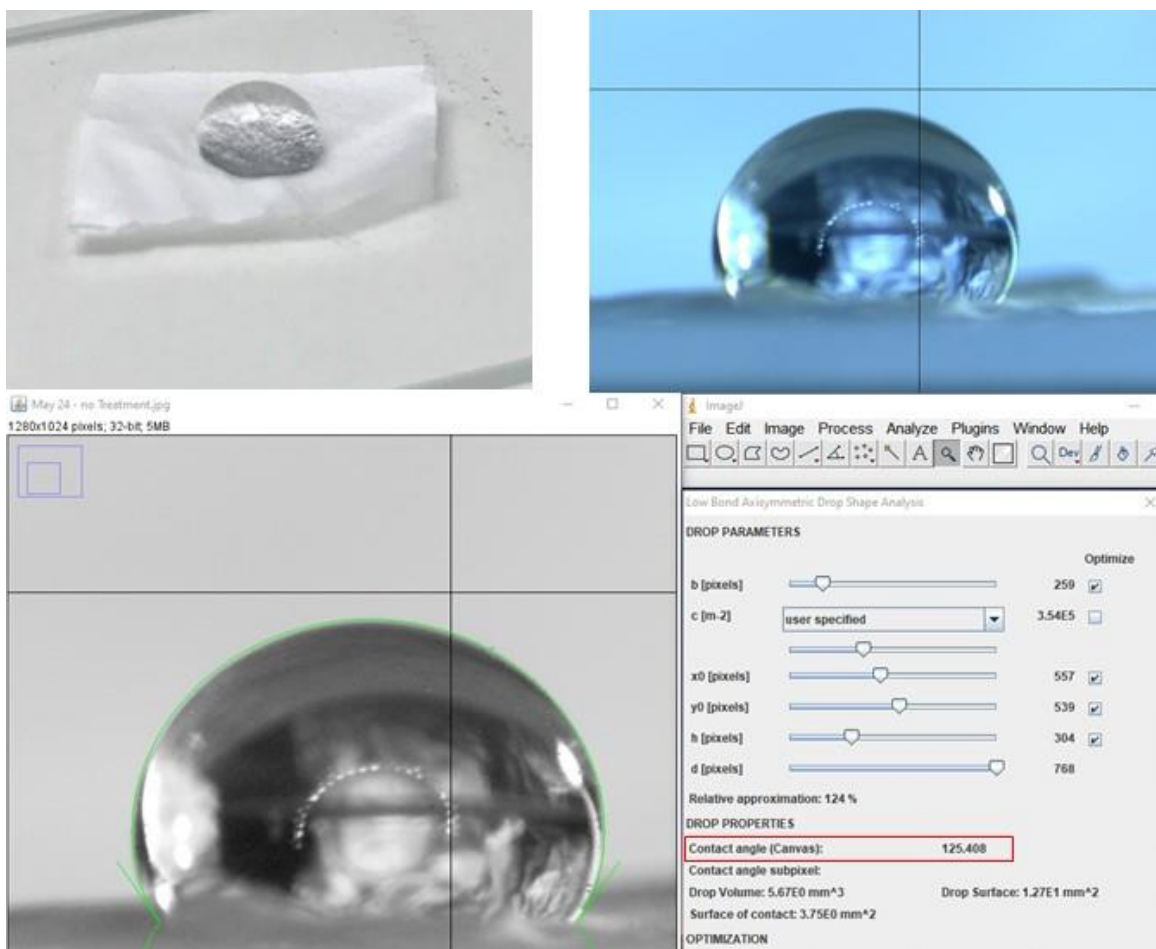 May 24 - no Treatment.jpg
1280x1024 pixels; 32-bit; 5MB
ImageJ
File Edit Image Process Analyze Plugins Window Help
A Dev
Low Bond Axisymmetric Drop Shape Analysis
DROP PARAMETERS
Optimize
b [pixels] 259
c [m-2] user specified 3.54E5
x0 [pixels] 557
y0 [pixels] 539
h [pixels] 304
d [pixels] 768
Relative approximation: 124 %
DROP PROPERTIES
Contact angle (Canvas): 125.408
Contact angle subpixel:
Drop Volume: 5.67E0 mm^3 Drop Surface: 1.27E1 mm^2
Surface of contact: 3.75E0 mm^2
OPTIMIZATION